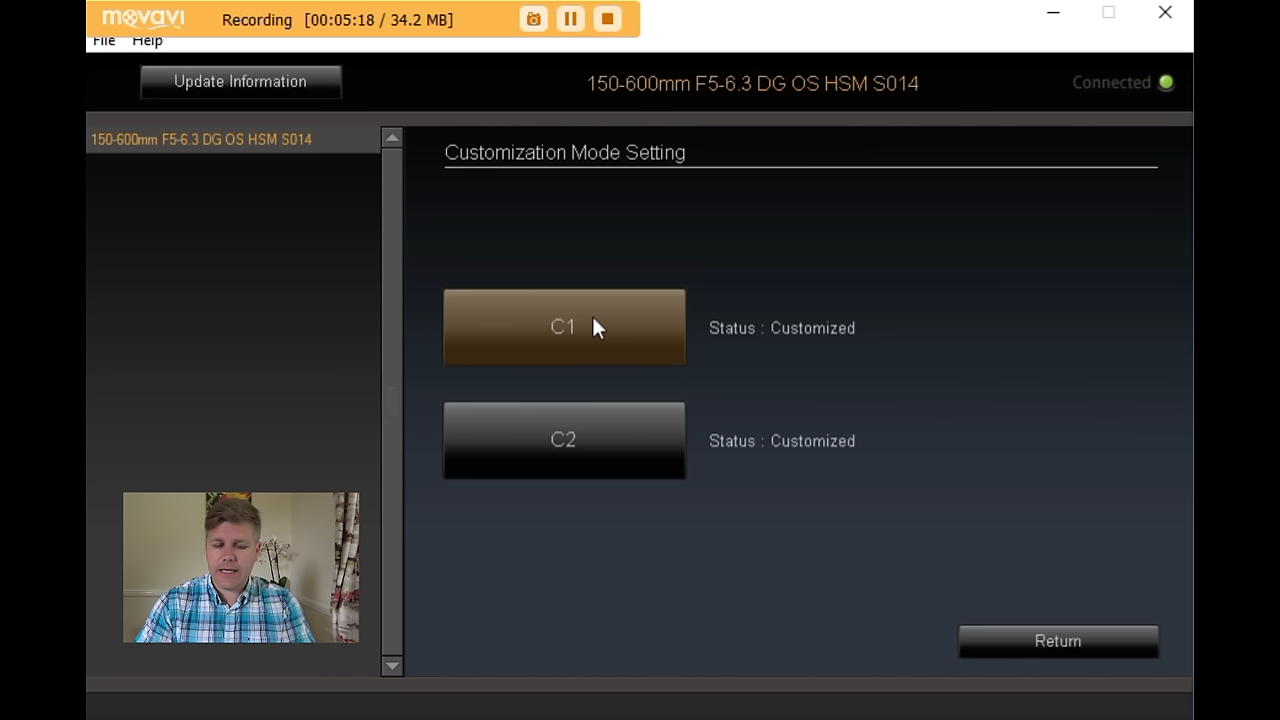 movavi Recording [00:05:18 / 34.2 MB]
File Help
Update Information 150-600mm F5-6.3 DG OS HSM S014 Connected
150-600mm F5-6.3 DG OS HSM S014
Customization Mode Setting
C1 Status : Customized
C2 Status : Customized
Return